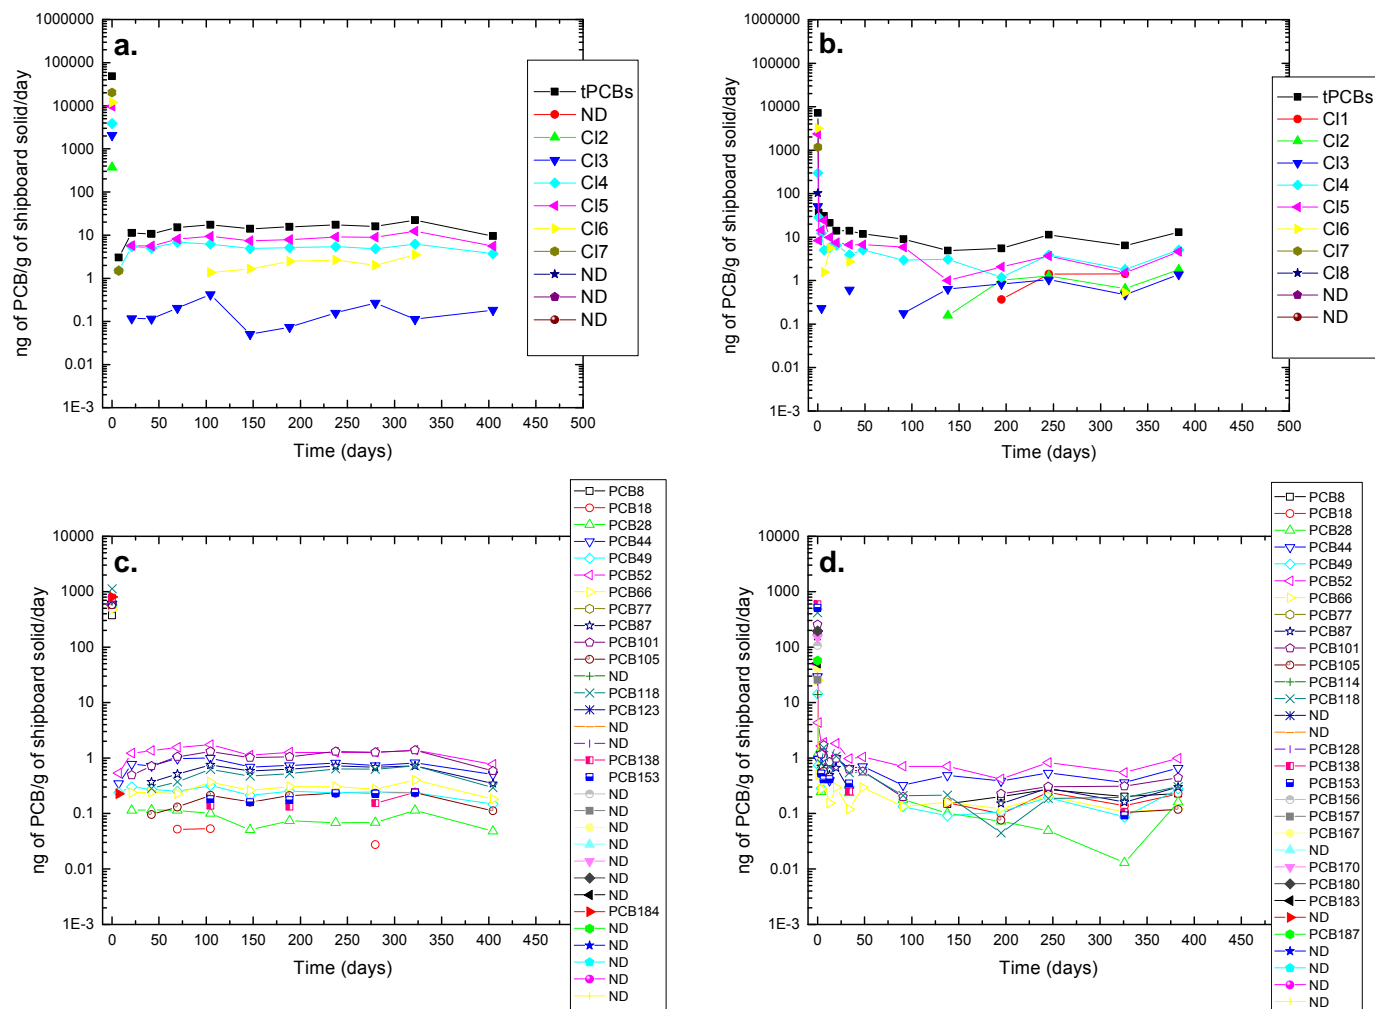 a.
1000000
100000
10000
1000
100
10
1
0.1
0.01
1E-3
ng of PCB/g of shipboard solid/day
0 50 100 150 200 250 300 350 400 450 500
Time (days)
tPCBs
ND
Cl2
Cl3
Cl4
Cl5
Cl6
Cl7
ND
ND
ND
b.
1000000
100000
10000
1000
100
10
1
0.1
0.01
1E-3
ng of PCB/g of shipboard solid/day
0 50 100 150 200 250 300 350 400 450 500
Time (days)
tPCBs
Cl1
Cl2
Cl3
Cl4
Cl5
Cl6
Cl7
Cl8
ND
ND
c.
10000
1000
100
10
1
0.1
0.01
1E-3
ng of PCB/g of shipboard solid/day
0 50 100 150 200 250 300 350 400 450
Time (days)
PCB8
PCB18
PCB28
PCB44
PCB49
PCB52
PCB66
PCB77
PCB87
PCB101
PCB105
ND
PCB118
PCB123
ND
ND
PCB138
PCB153
ND
ND
ND
ND
ND
ND
ND
PCB184
ND
ND
ND
ND
ND
d.
10000
1000
100
10
1
0.1
0.01
1E-3
ng of PCB/g of shipboard solid/day
0 50 100 150 200 250 300 350 400 450
Time (days)
PCB8
PCB18
PCB28
PCB44
PCB49
PCB52
PCB66
PCB77
PCB87
PCB101
PCB105
PCB114
PCB118
ND
ND
PCB128
PCB138
PCB153
PCB156
PCB157
PCB167
ND
PCB170
PCB180
PCB183
ND
PCB187
ND
ND
ND
ND